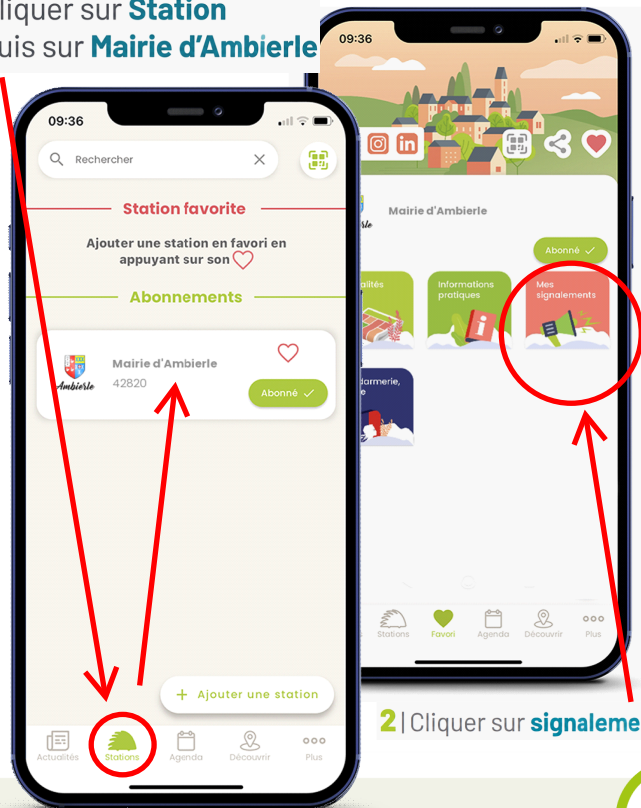 liquer sur Station
uis sur Mairie d'Ambierle
09:36
Rechercher
Station favorite
Ajouter une station en favori en
appuyant sur son
Abonnements
Ambierle
Mairie d'Ambierle
42820
Abonné
+ Ajouter une station
Actualités
Stations
Agenda
Découvrir
Plus
09:36
in
Mairie d'Ambierle
Abonné
alités
Informations
pratiques
Mes
signalements
darmerie,
Stations
Favori
Agenda
Découvrir
Plus
2 | Cliquer sur signaleme